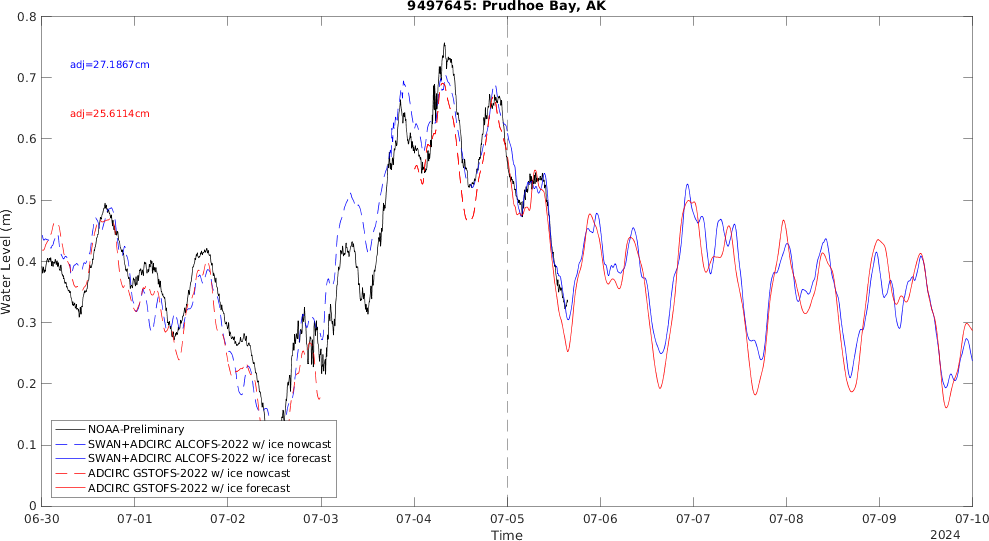 9497645: Prudhoe Bay, AK
0.8
0.7
0.6
0.5
0.4
0.3
0.2
0.1
0
Water Level (m)
adj=27.1867cm
adj=25.6114cm
NOAA-Preliminary
SWAN+ADCIRC ALCOFS-2022 w/ ice nowcast
SWAN+ADCIRC ALCOFS-2022 w/ ice forecast
ADCIRC GSTOFS-2022 w/ ice nowcast
ADCIRC GSTOFS-2022 w/ ice forecast
06-30 07-01 07-02 07-03 07-04 07-05 07-06 07-07 07-08 07-09 07-10
Time
2024